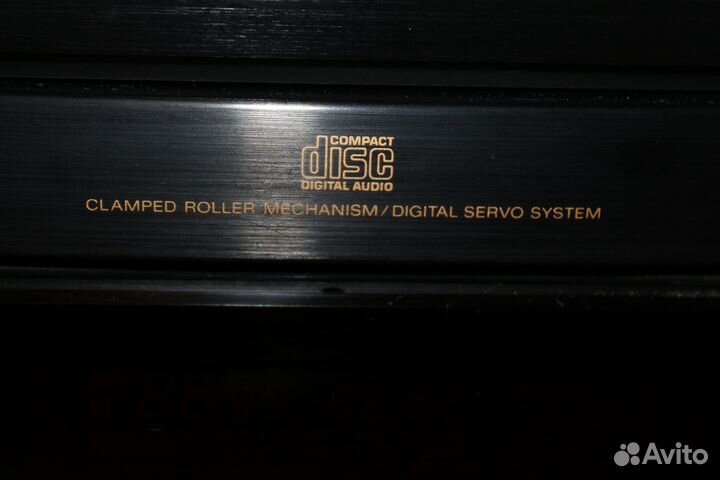 COMPACT
disc
DIGITAL AUDIO
CLAMPED ROLLER MECHANISM/DIGITAL SERVO SYSTEM
Avito